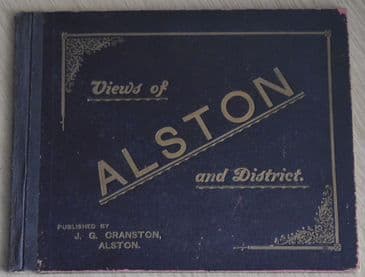 Views of
ALSTON
and District.
PUBLISHED BY
J. G. CRANSTON,
ALSTON.